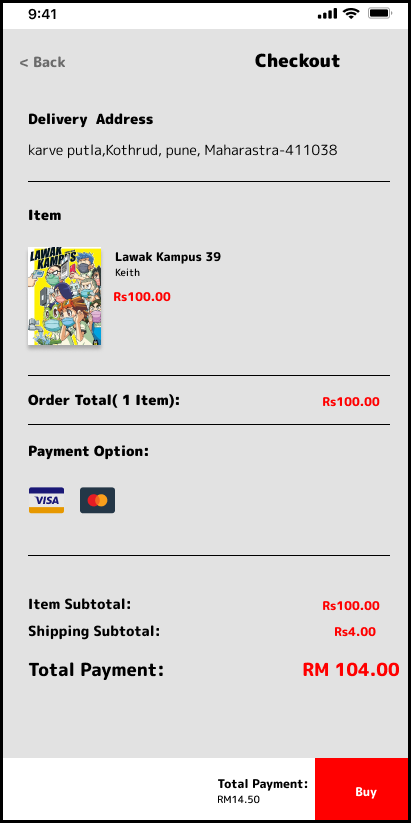 9:41
< Back Checkout
Delivery  Address
karve putla,Kothrud, pune, Maharastra-411038
Item
LAWAK
KAMPUS
Lawak Kampus 39
Keith
Rs100.00
Order Total( 1 Item): Rs100.00
Payment Option:
VISA
Item Subtotal: Rs100.00
Shipping Subtotal: Rs4.00
Total Payment: RM 104.00
Total Payment:
RM14.50
Buy